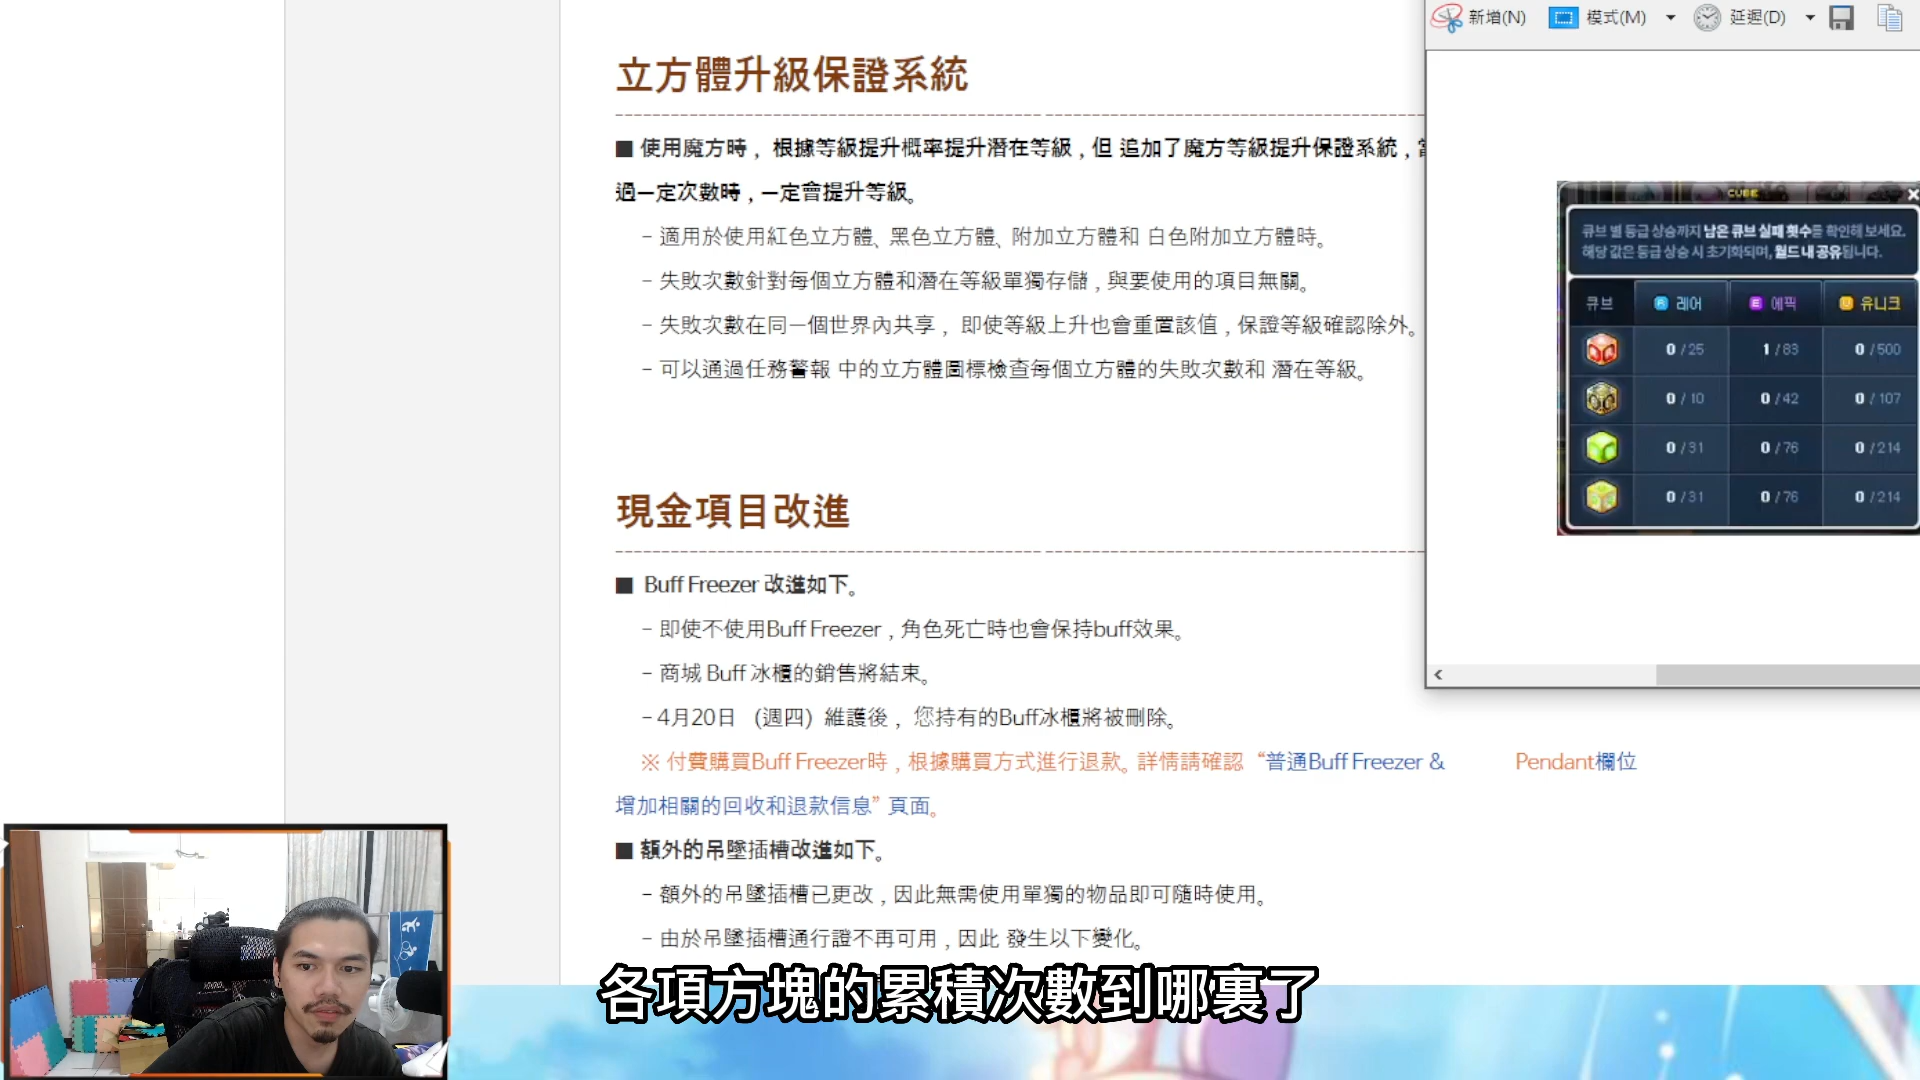 立方體升級保證系統
■ 使用魔方時，根據等級提升概率提升潛在等級，但 追加了魔方等級提升保證系統，
過一定次數時，一定會提升等級。
– 適用於使用紅色立方體、黑色立方體、附加立方體和 白色附加立方體時。
– 失敗次數針對每個立方體和潛在等級單獨存儲，與要使用的項目無關。
– 失敗次數在同一個世界內共享， 即使等級上升也會重置該值，保證等級確認除外。
– 可以通過任務警報 中的立方體圖標檢查每個立方體的失敗次數和 潛在等級。
現金項目改進
■ Buff Freezer 改進如下。
– 即使不使用Buff Freezer，角色死亡時也會保持buff效果。
– 商城 Buff 冰櫃的銷售將結束。
– 4月20日 （週四）維護後， 您持有的Buff冰櫃將被刪除。
※ 付費購買Buff Freezer時，根據購買方式進行退款。詳情請確認 “普通Buff Freezer & Pendant欄位
增加相關的回收和退款信息” 頁面。
■ 額外的吊墜插槽改進如下。
– 額外的吊墜插槽已更改，因此無需使用單獨的物品即可隨時使用。
– 由於吊墜插槽通行證不再可用，因此 發生以下變化。
新增(N) 模式(M) 延遲(D)
CUBE
큐브 별 등급 상승까지 남은 큐브 실패 횟수를 확인해 보세요.
해당 값은 등급 상승 시 초기화되며, 월드 내 공유됩니다.
큐브 R 레어 E 에픽 U 유니크
0 / 25 1 / 83 0 / 500
0 / 10 0 / 42 0 / 107
0 / 31 0 / 76 0 / 214
0 / 31 0 / 76 0 / 214
各項方塊的累積次數到哪裏了